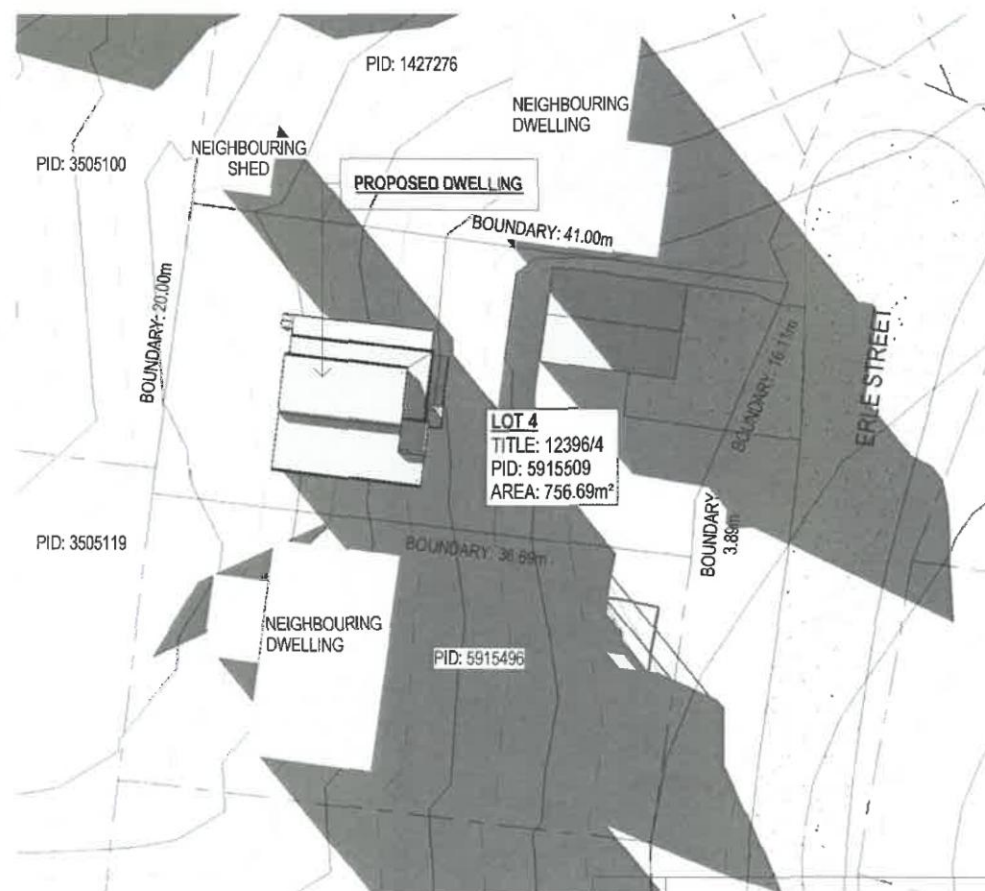 PID: 1427276
NEIGHBOURING
DWELLING
NEIGHBOURING
SHED
PID: 3505100
PROPOSED DWELLING
BOUNDARY: 41.00m
BOUNDARY: 20.00m
BOUNDARY: 16.11m
ERLE STREET
LOT 4
TITLE: 12396/4
PID: 5915509
AREA: 756.69m²
PID: 3505119
BOUNDARY: 36.69m
BOUNDARY
3.89m
NEIGHBOURING
DWELLING
PID: 5915496